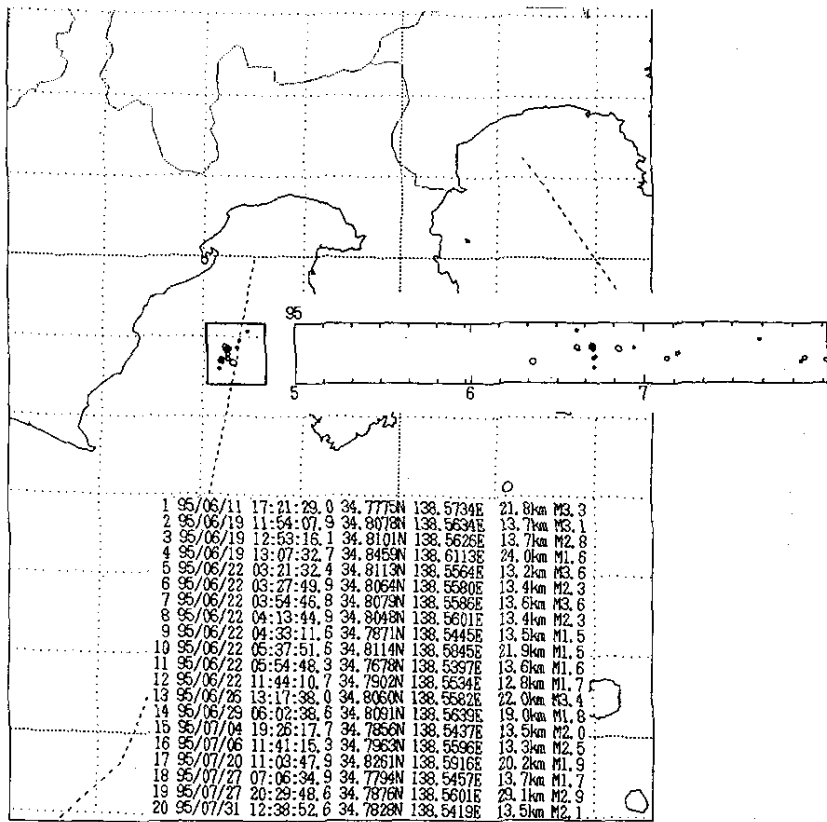 95
5 6 7
1 95/06/11 17:21:29.0 34.7775N 138.5734E 21.8km M3.3
2 95/06/19 11:54:07.9 34.8078N 138.5634E 13.7km M3.1
3 95/06/19 12:53:16.1 34.8101N 138.5626E 13.7km M2.8
4 95/06/19 13:07:32.7 34.8459N 138.6113E 24.0km M1.6
5 95/06/22 03:21:32.4 34.8113N 138.5564E 13.2km M3.6
6 95/06/22 03:27:49.9 34.8064N 138.5580E 13.4km M2.3
7 95/06/22 03:54:46.8 34.8079N 138.5586E 13.6km M3.6
8 95/06/22 04:13:44.9 34.8048N 138.5601E 13.4km M2.3
9 95/06/22 04:33:11.6 34.7871N 138.5445E 13.5km M1.5
10 95/06/22 05:37:51.6 34.8114N 138.5845E 21.9km M1.5
11 95/06/22 05:54:48.3 34.7678N 138.5397E 13.6km M1.6
12 95/06/22 11:44:10.7 34.7902N 138.5534E 12.8km M1.7
13 95/06/26 13:17:38.0 34.8060N 138.5582E 22.0km M3.4
14 95/06/29 06:02:38.6 34.8091N 138.5639E 19.0km M1.8
15 95/07/04 19:26:17.7 34.7856N 138.5437E 13.5km M2.0
16 95/07/06 11:41:15.3 34.7963N 138.5596E 13.3km M2.5
17 95/07/20 11:03:47.9 34.8261N 138.5916E 20.2km M1.9
18 95/07/27 07:06:34.9 34.7794N 138.5457E 13.7km M1.7
19 95/07/27 20:29:48.6 34.7876N 138.5601E 29.1km M2.9
20 95/07/31 12:38:52.6 34.7828N 138.5419E 13.5km M2.1